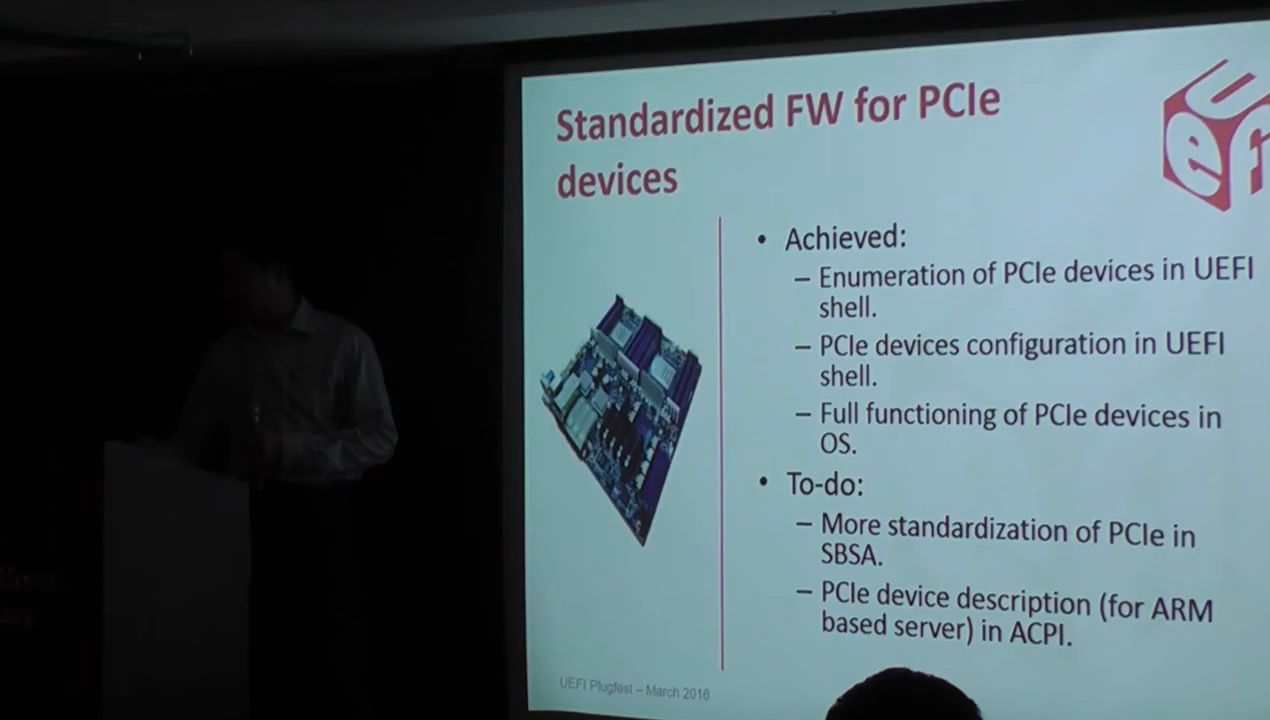 Standardized FW for PCIe
devices
• Achieved:
– Enumeration of PCIe devices in UEFI
shell.
– PCIe devices configuration in UEFI
shell.
– Full functioning of PCIe devices in
OS.
• To-do:
– More standardization of PCIe in
SBSA.
– PCIe device description (for ARM
based server) in ACPI.
UEFI Plugfest – March 2016